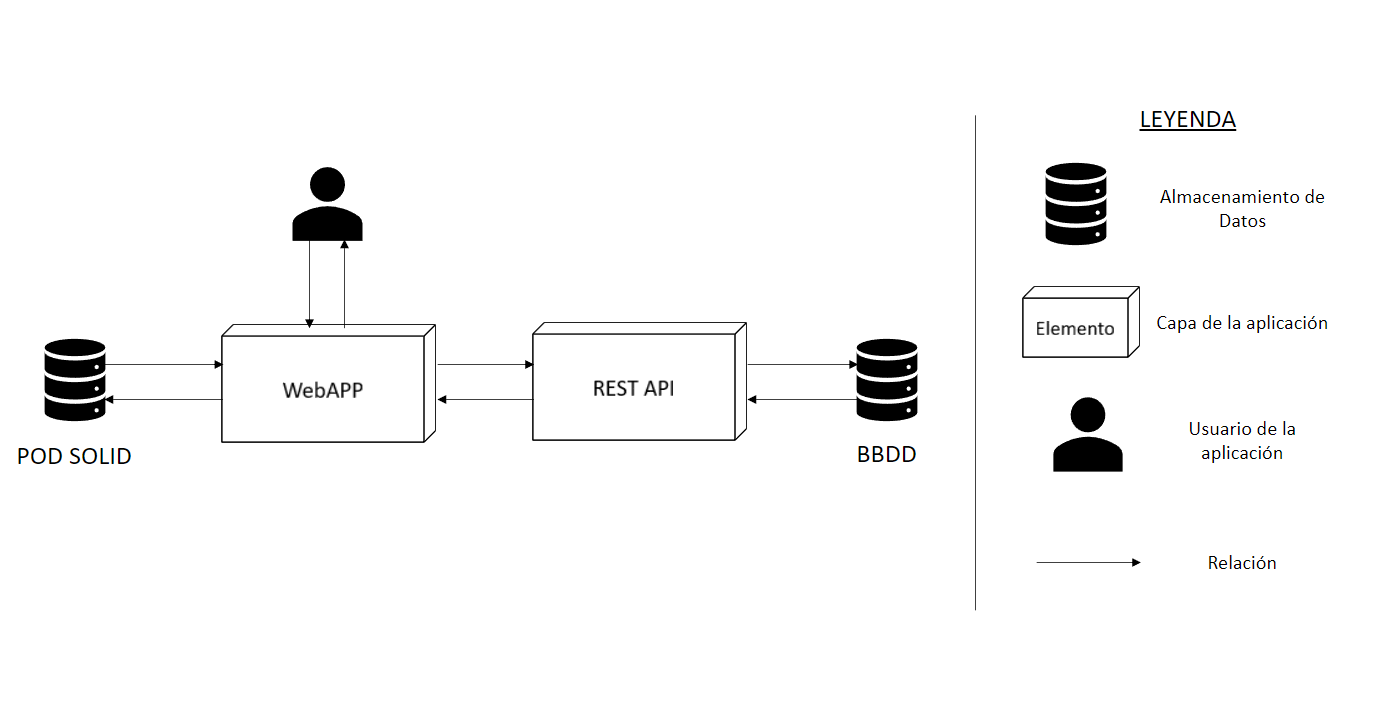 WebAPP
REST API
POD SOLID
BBDD
LEYENDA
Almacenamiento de
Datos
Elemento
Capa de la aplicación
Usuario de la
aplicación
Relación